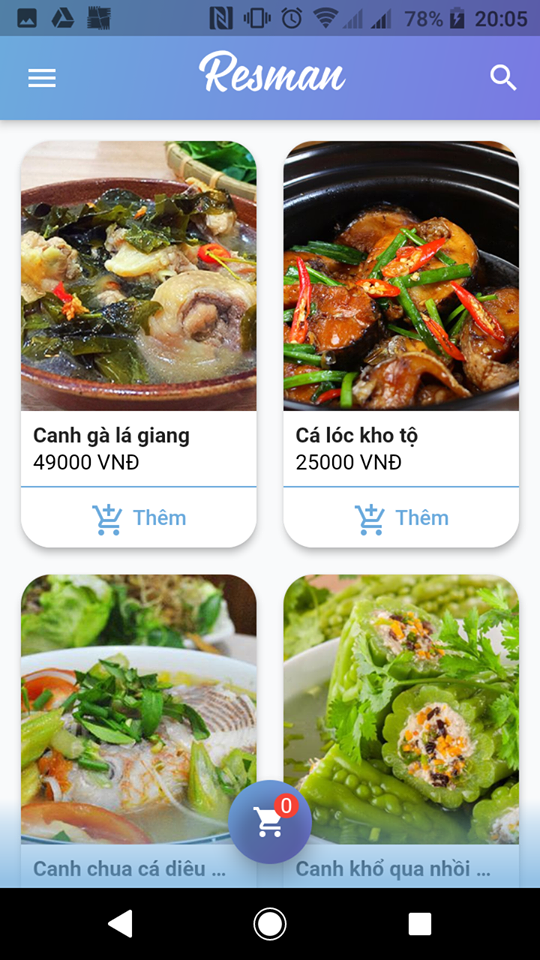 78% 20:05
Resman
Canh gà lá giang
49000 VNĐ
Thêm
Cá lóc kho tộ
25000 VNĐ
Thêm
0
Canh chua cá diêu ...
Canh khổ qua nhồi ...